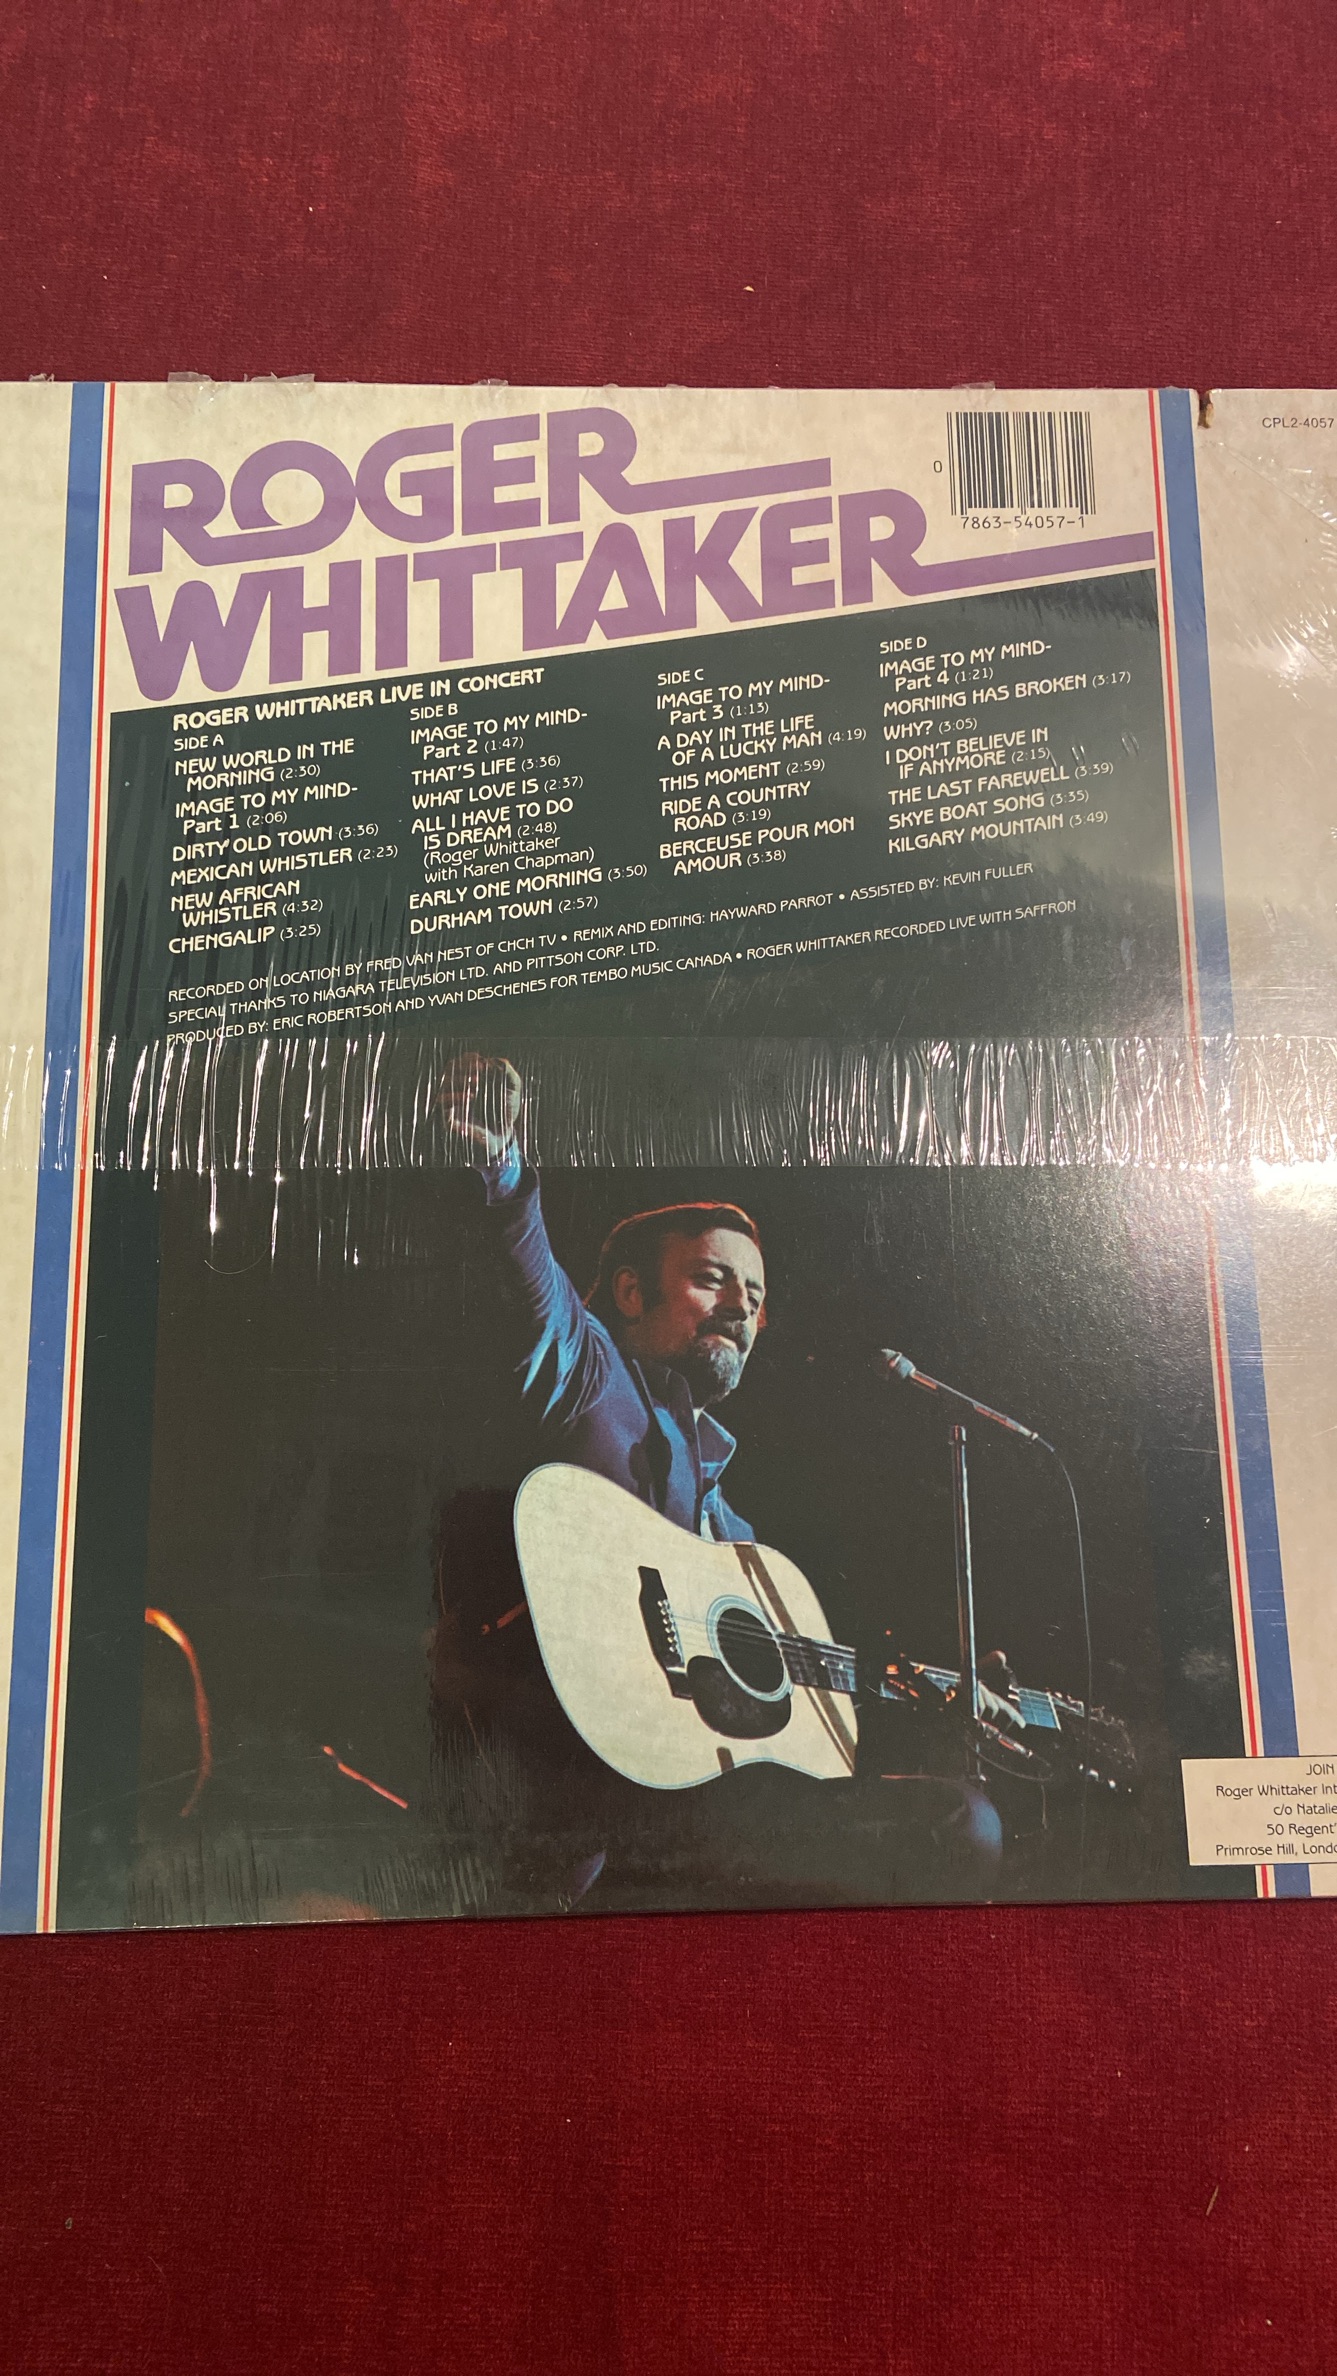 ROGER
WHITTAKER
0
7863-54057-1
CPL2-4057
ROGER WHITTAKER LIVE IN CONCERT
SIDE A
NEW WORLD IN THE
MORNING (2:30)
IMAGE TO MY MIND-
Part 1 (2:06)
DIRTY OLD TOWN (3:36)
MEXICAN WHISTLER (2:23)
NEW AFRICAN
WHISTLER (4:32)
CHENGALIP (3:25)
SIDE B
IMAGE TO MY MIND-
Part 2 (1:47)
THAT'S LIFE (3:36)
WHAT LOVE IS (2:37)
ALL I HAVE TO DO
IS DREAM (2:48)
(Roger Whittaker
with Karen Chapman)
EARLY ONE MORNING (3:50)
DURHAM TOWN (2:57)
SIDE C
IMAGE TO MY MIND-
Part 3 (1:13)
A DAY IN THE LIFE
OF A LUCKY MAN (4:19)
THIS MOMENT (2:59)
RIDE A COUNTRY
ROAD (3:19)
BERCEUSE POUR MON
AMOUR (3:38)
SIDE D
IMAGE TO MY MIND-
Part 4 (1:21)
MORNING HAS BROKEN (3:17)
WHY? (3:05)
I DON'T BELIEVE IN
IF ANYMORE (2:15)
THE LAST FAREWELL (3:39)
SKYE BOAT SONG (3:35)
KILGARY MOUNTAIN (3:49)
RECORDED ON LOCATION BY FRED VAN NEST OF CHCH TV • REMIX AND EDITING: HAYWARD PARROT • ASSISTED BY: KEVIN FULLER
SPECIAL THANKS TO NIAGARA TELEVISION LTD. AND PITTSON CORP. LTD.
PRODUCED BY: ERIC ROBERTSON AND YVAN DESCHENES FOR TEMBO MUSIC CANADA • ROGER WHITTAKER RECORDED LIVE WITH SAFFRON
JOIN
Roger Whittaker Int
c/o Natalie
50 Regent'
Primrose Hill, Londo